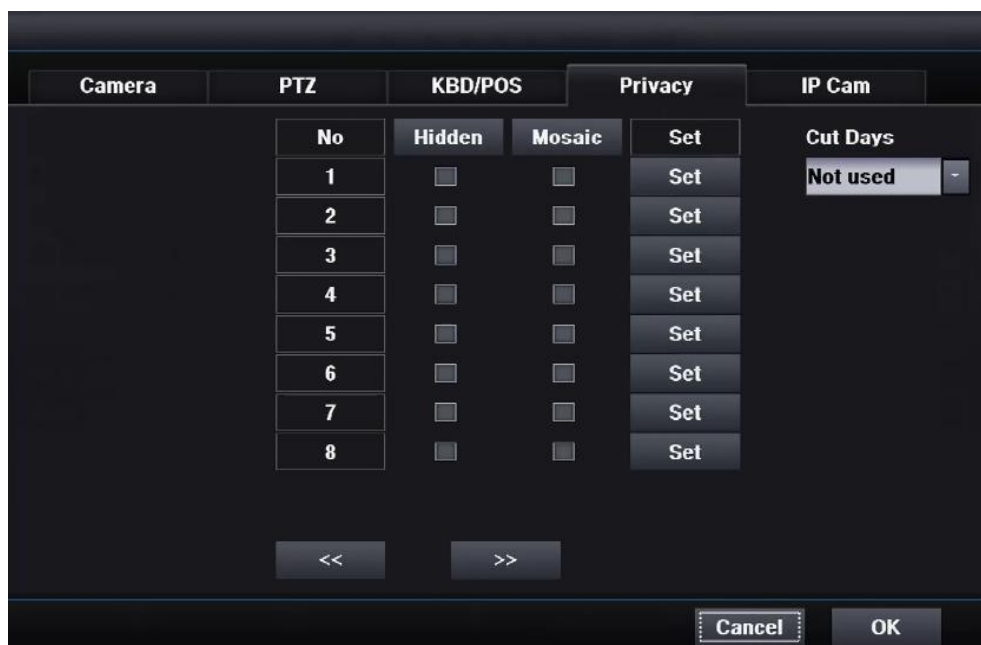 Camera PTZ KBD/POS Privacy IP Cam
No Hidden Mosaic Set Cut Days
1 Set Not used
2 Set
3 Set
4 Set
5 Set
6 Set
7 Set
8 Set
<< >>
Cancel OK